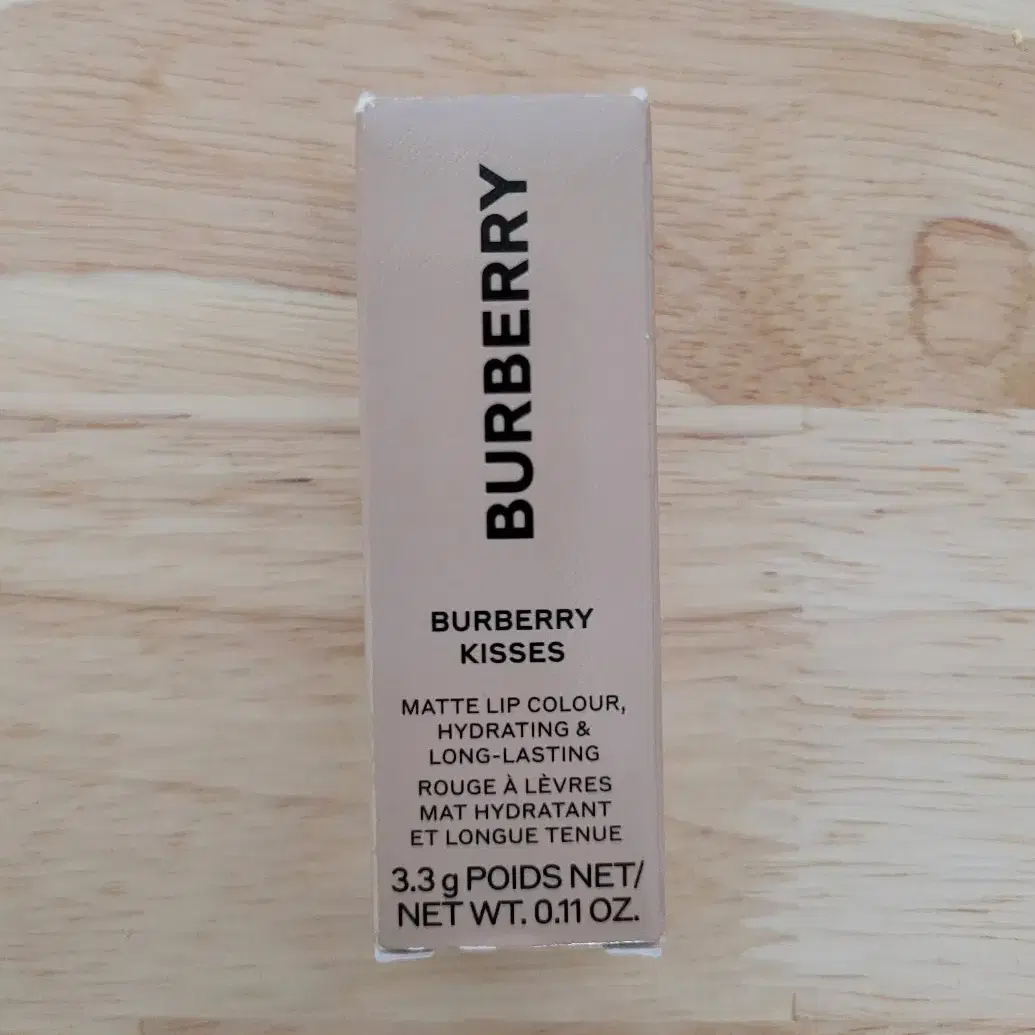 BURBERRY
BURBERRY
KISSES
MATTE LIP COLOUR,
HYDRATING &
LONG-LASTING
ROUGE À LÈVRES
MAT HYDRATANT
ET LONGUE TENUE
3.3 g POIDS NET/
NET WT. 0.11 OZ.